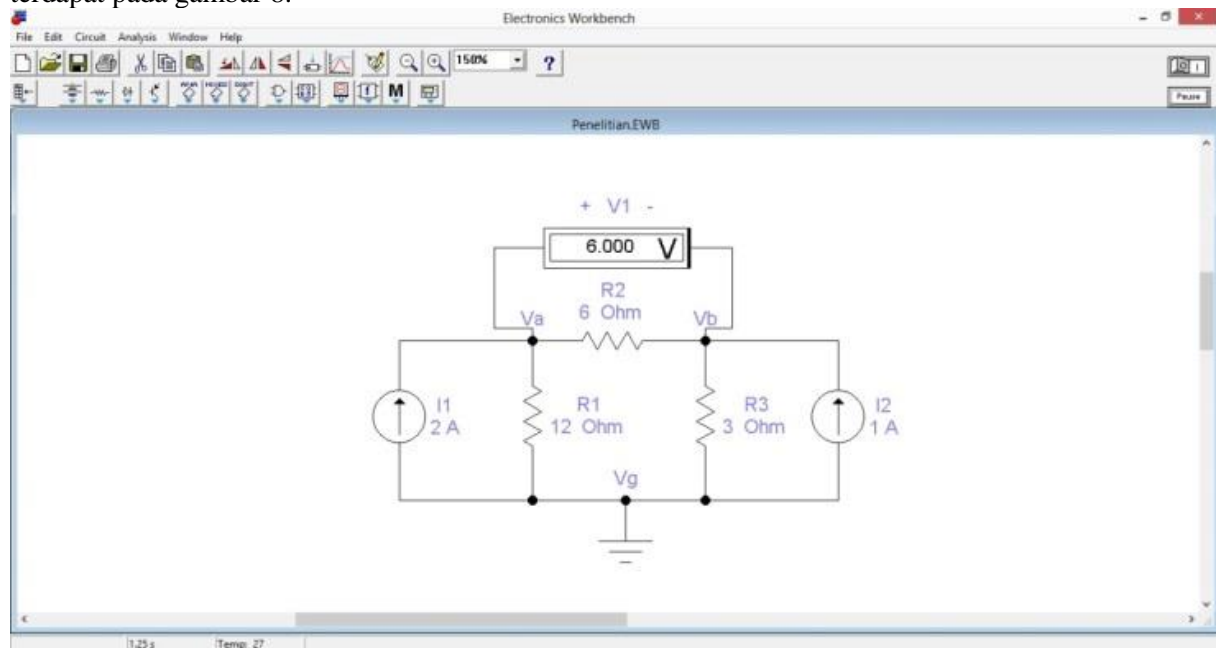 terdapat pada gambar 8.
Electronics Workbench
File Edit Circuit Analysis Window Help
150%
?
M
Pause
Penelitian.EWB
+ V1 -
6.000 V
R2
6 Ohm
Va
Vb
I1
2 A
R1
12 Ohm
R3
3 Ohm
I2
1 A
Vg
1.25 s Temp: 27